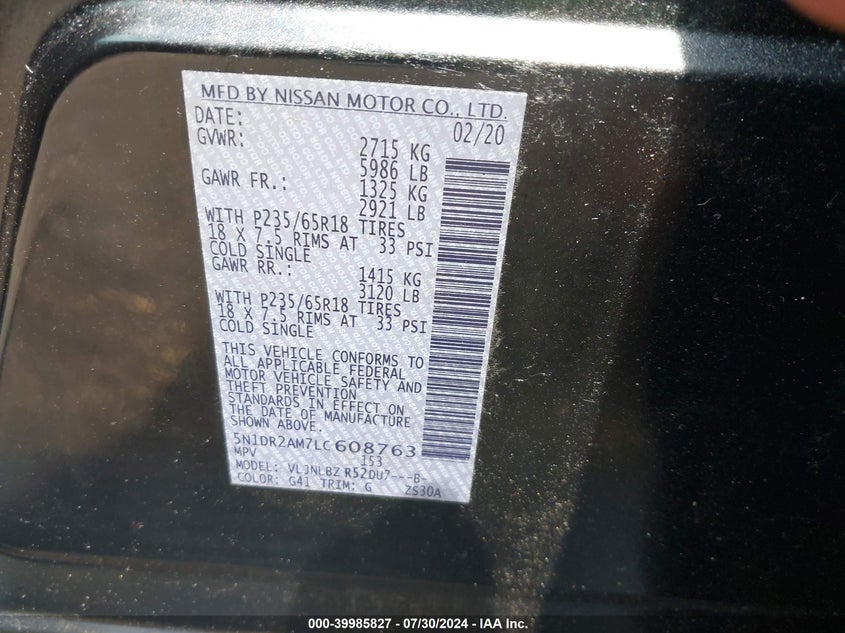 MFD BY NISSAN MOTOR CO., LTD.
DATE: 02/20
GVWR: 2715 KG
5986 LB
GAWR FR.: 1325 KG
2921 LB
WITH P235/65R18 TIRES
18 X 7.5 RIMS AT 33 PSI
COLD SINGLE
GAWR RR.: 1415 KG
3120 LB
WITH P235/65R18 TIRES
18 X 7.5 RIMS AT 33 PSI
COLD SINGLE
THIS VEHICLE CONFORMS TO
ALL APPLICABLE FEDERAL
MOTOR VEHICLE SAFETY AND
THEFT PREVENTION
STANDARDS IN EFFECT ON
THE DATE OF MANUFACTURE
SHOWN ABOVE.
5N1DR2AM7LC608763
MPV 153
MODEL: VLJNLBZ R52DU7---B-
COLOR: G41 TRIM: G ZS30A
000-39985827 - 07/30/2024 - IAA Inc.